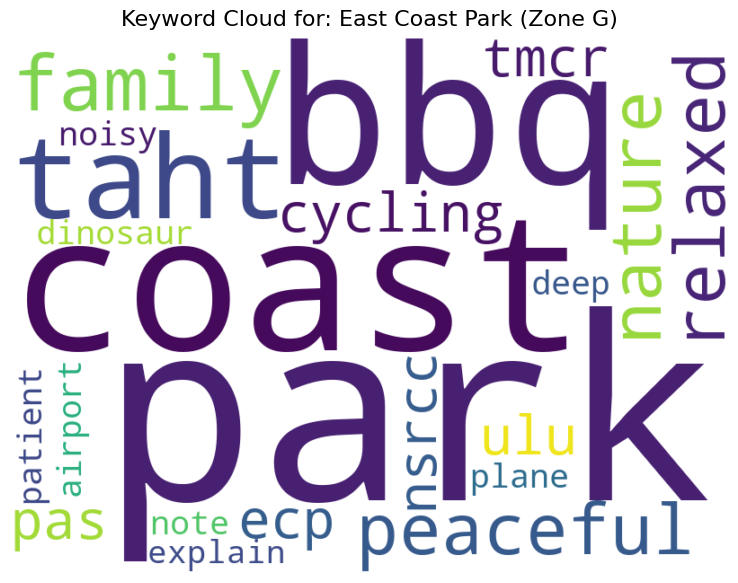 Keyword Cloud for: East Coast Park (Zone G)
family
bbq
tmcr
relaxed
nature
noisy
taht
cycling
dinosaur
coast
deep
park
patient
airport
nsrcc
ulu
plane
pas
note
ecp
peaceful
explain